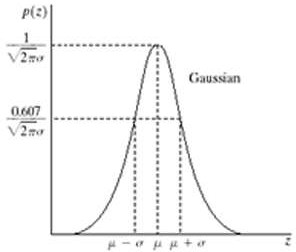 p(z)
1
√2πσ
Gaussian
0.607
√2πσ
μ − σ μ μ + σ z